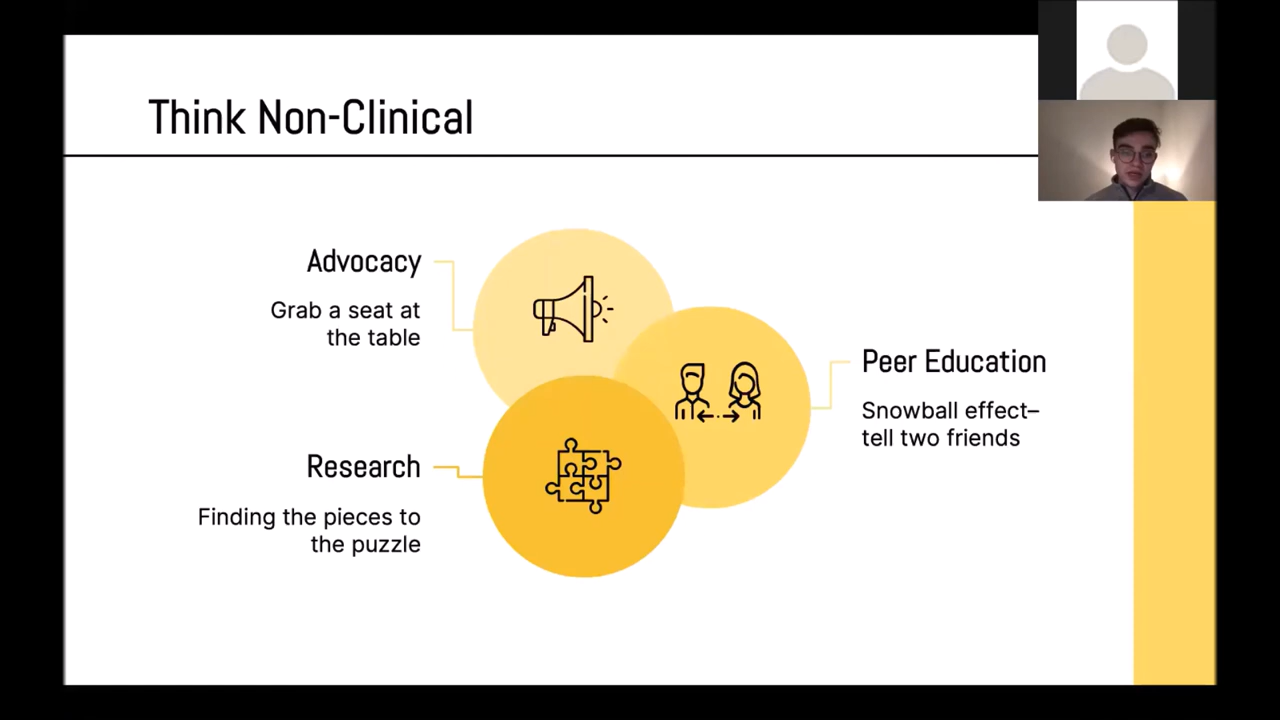 Think Non-Clinical
Advocacy
Grab a seat at
the table
Peer Education
Snowball effect–
tell two friends
Research
Finding the pieces to
the puzzle